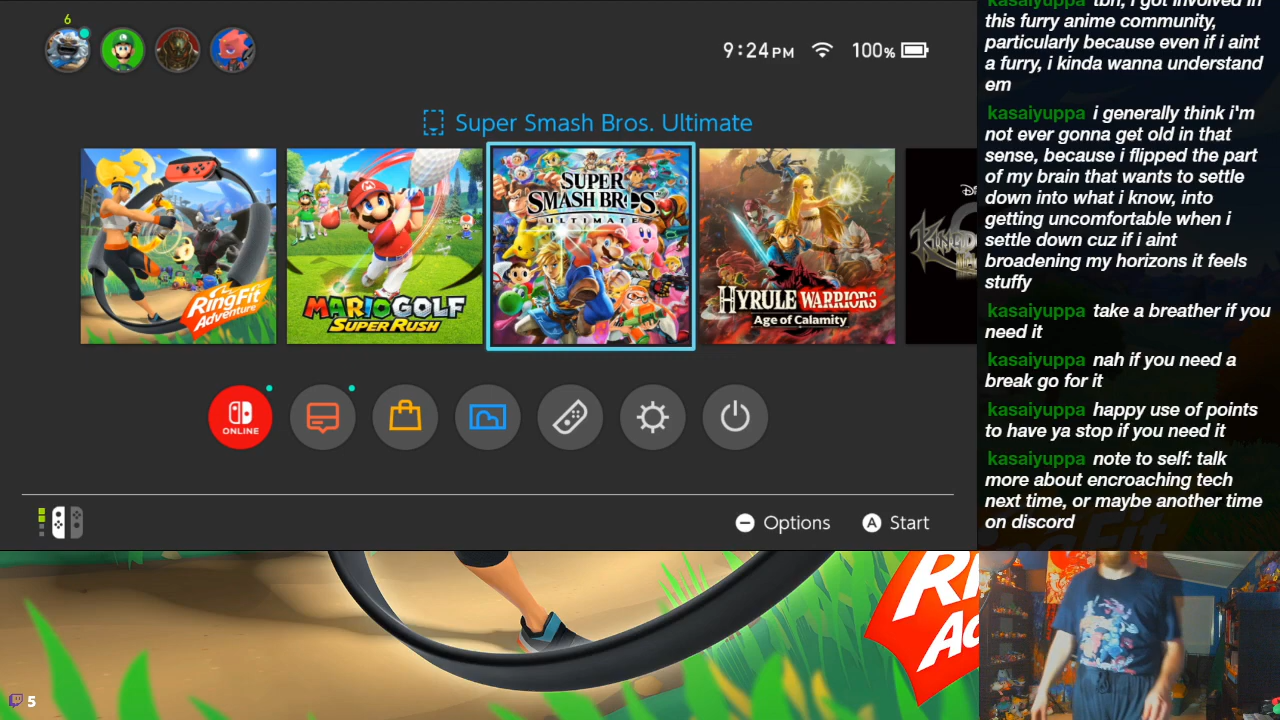 6
9:24 PM 100%
Super Smash Bros. Ultimate
RingFit
Adventure
MARIO GOLF
SUPER RUSH
SUPER
SMASH BROS.
ULTIMATE
HYRULE WARRIORS
Age of Calamity
ONLINE
Options
A Start
5
kasaiyuppa tbh, i got involved in
this furry anime community,
particularly because even if i aint
a furry, i kinda wanna understand
em
kasaiyuppa i generally think i'm
not ever gonna get old in that
sense, because i flipped the part
of my brain that wants to settle
down into what i know, into
getting uncomfortable when i
settle down cuz if i aint
broadening my horizons it feels
stuffy
kasaiyuppa take a breather if you
need it
kasaiyuppa nah if you need a
break go for it
kasaiyuppa happy use of points
to have ya stop if you need it
kasaiyuppa note to self: talk
more about encroaching tech
next time, or maybe another time
on discord